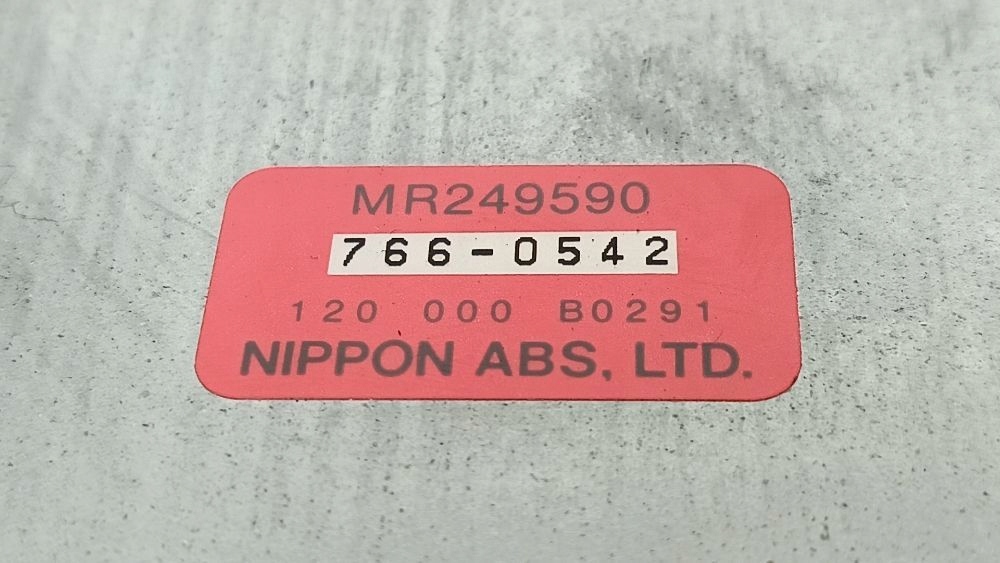 MR249590
766-0542
120 000 B0291
NIPPON ABS, LTD.